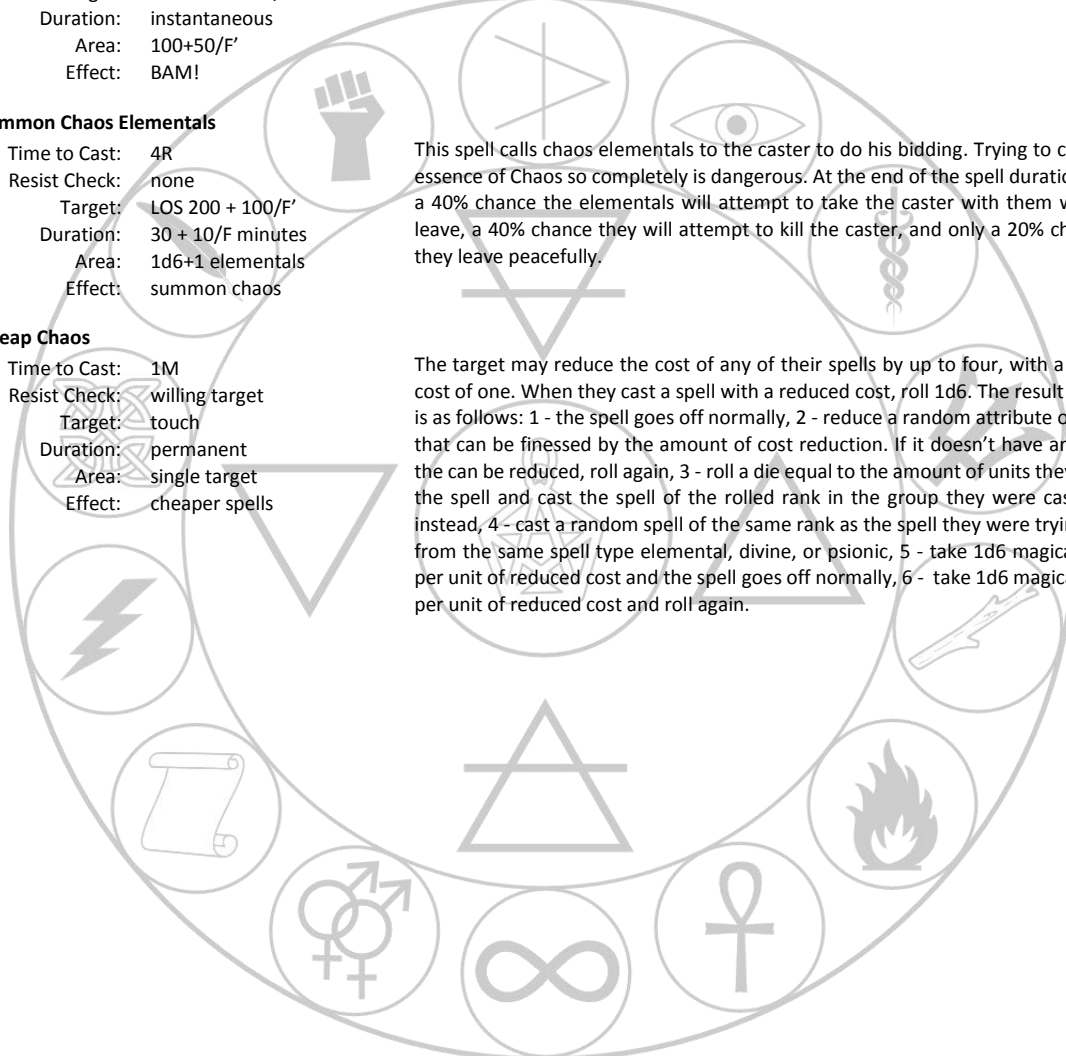 Duration: instantaneous
Area: 100+50/F’
Effect: BAM!
mmon Chaos Elementals
Time to Cast: 4R
Resist Check: none
Target: LOS 200 + 100/F’
Duration: 30 + 10/F minutes
Area: 1d6+1 elementals
Effect: summon chaos
This spell calls chaos elementals to the caster to do his bidding. Trying to c
essence of Chaos so completely is dangerous. At the end of the spell duratio
a 40% chance the elementals will attempt to take the caster with them w
leave, a 40% chance they will attempt to kill the caster, and only a 20% ch
they leave peacefully.
eap Chaos
Time to Cast: 1M
Resist Check: willing target
Target: touch
Duration: permanent
Area: single target
Effect: cheaper spells
The target may reduce the cost of any of their spells by up to four, with a
cost of one. When they cast a spell with a reduced cost, roll 1d6. The result
is as follows: 1 - the spell goes off normally, 2 - reduce a random attribute o
that can be finessed by the amount of cost reduction. If it doesn’t have an
the can be reduced, roll again, 3 - roll a die equal to the amount of units they
the spell and cast the spell of the rolled rank in the group they were cas
instead, 4 - cast a random spell of the same rank as the spell they were tryin
from the same spell type elemental, divine, or psionic, 5 - take 1d6 magica
per unit of reduced cost and the spell goes off normally, 6 - take 1d6 magica
per unit of reduced cost and roll again.